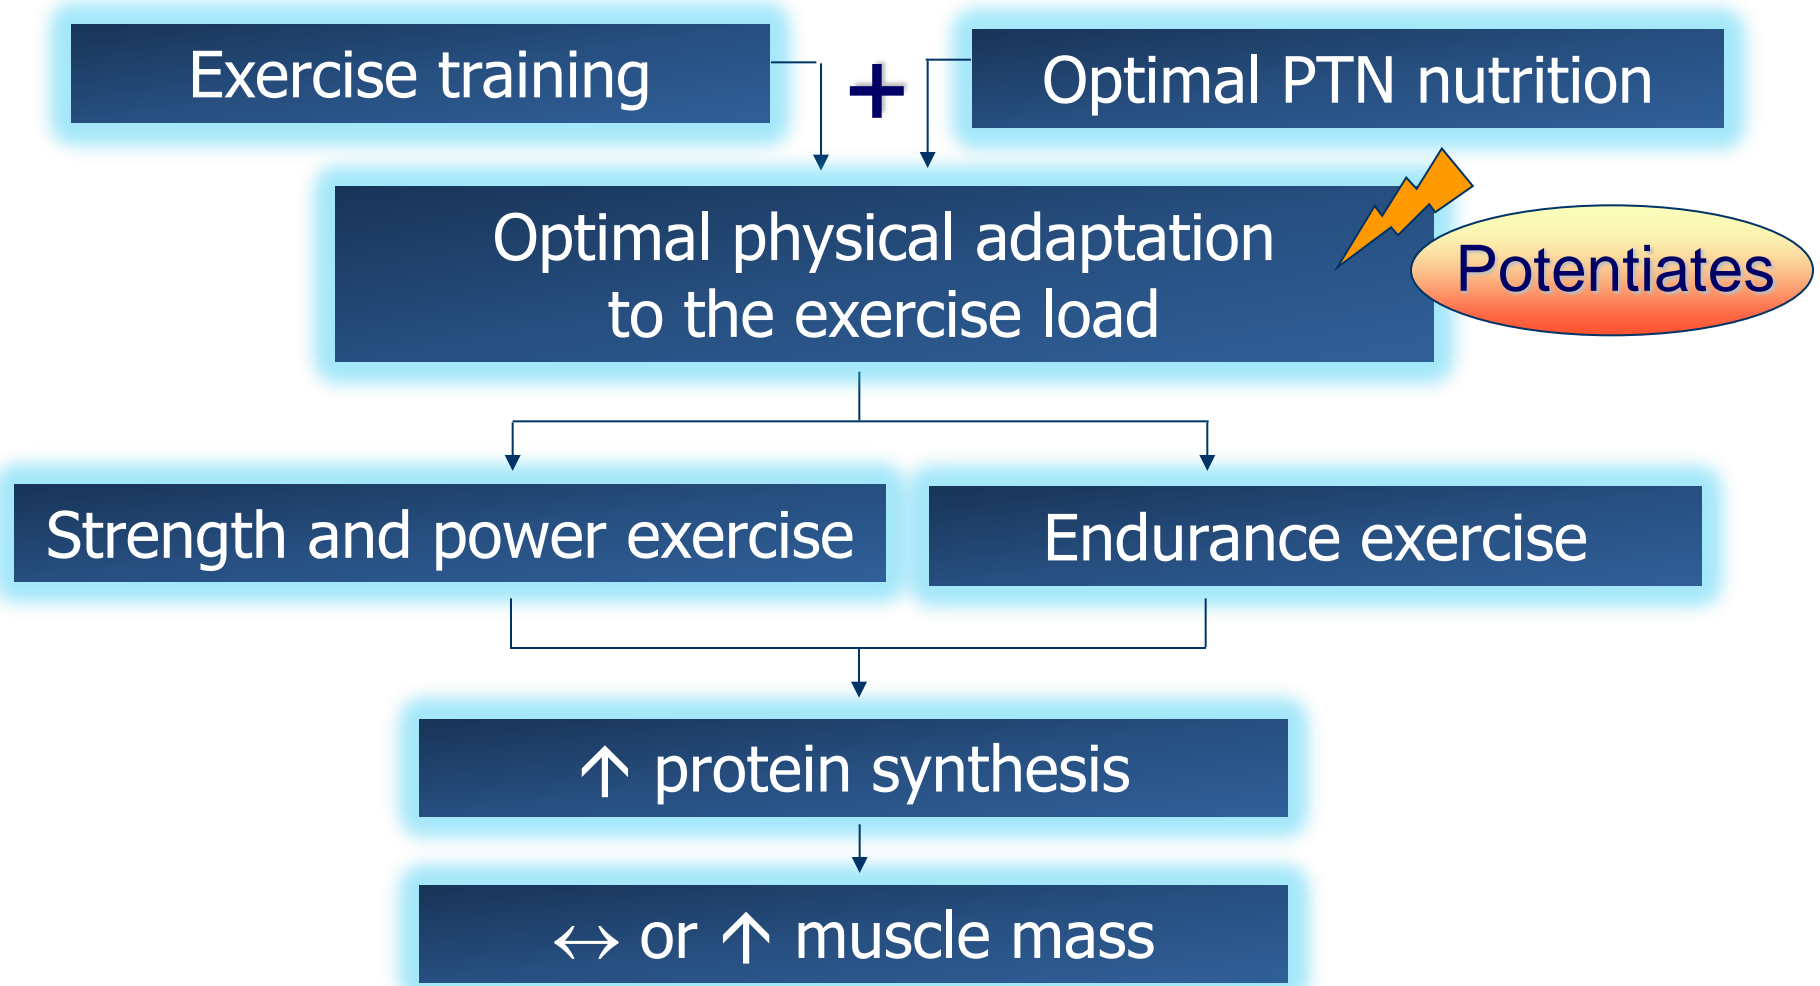 Exercise training
+
Optimal PTN nutrition
Optimal physical adaptation
to the exercise load
Potentiates
Strength and power exercise
Endurance exercise
↑ protein synthesis
↔ or ↑ muscle mass